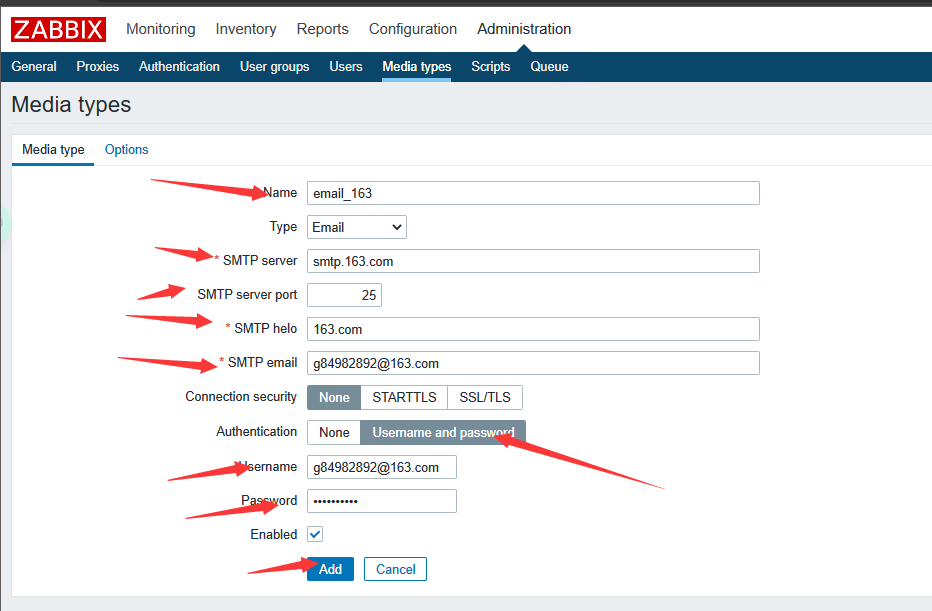 ZABBIX Monitoring Inventory Reports Configuration Administration
General Proxies Authentication User groups Users Media types Scripts Queue
Media types
Media type Options
Name email_163
Type Email
* SMTP server smtp.163.com
SMTP server port 25
* SMTP helo 163.com
* SMTP email g84982892@163.com
Connection security None STARTTLS SSL/TLS
Authentication None Username and password
Username g84982892@163.com
Password ••••••••••
Enabled
Add Cancel